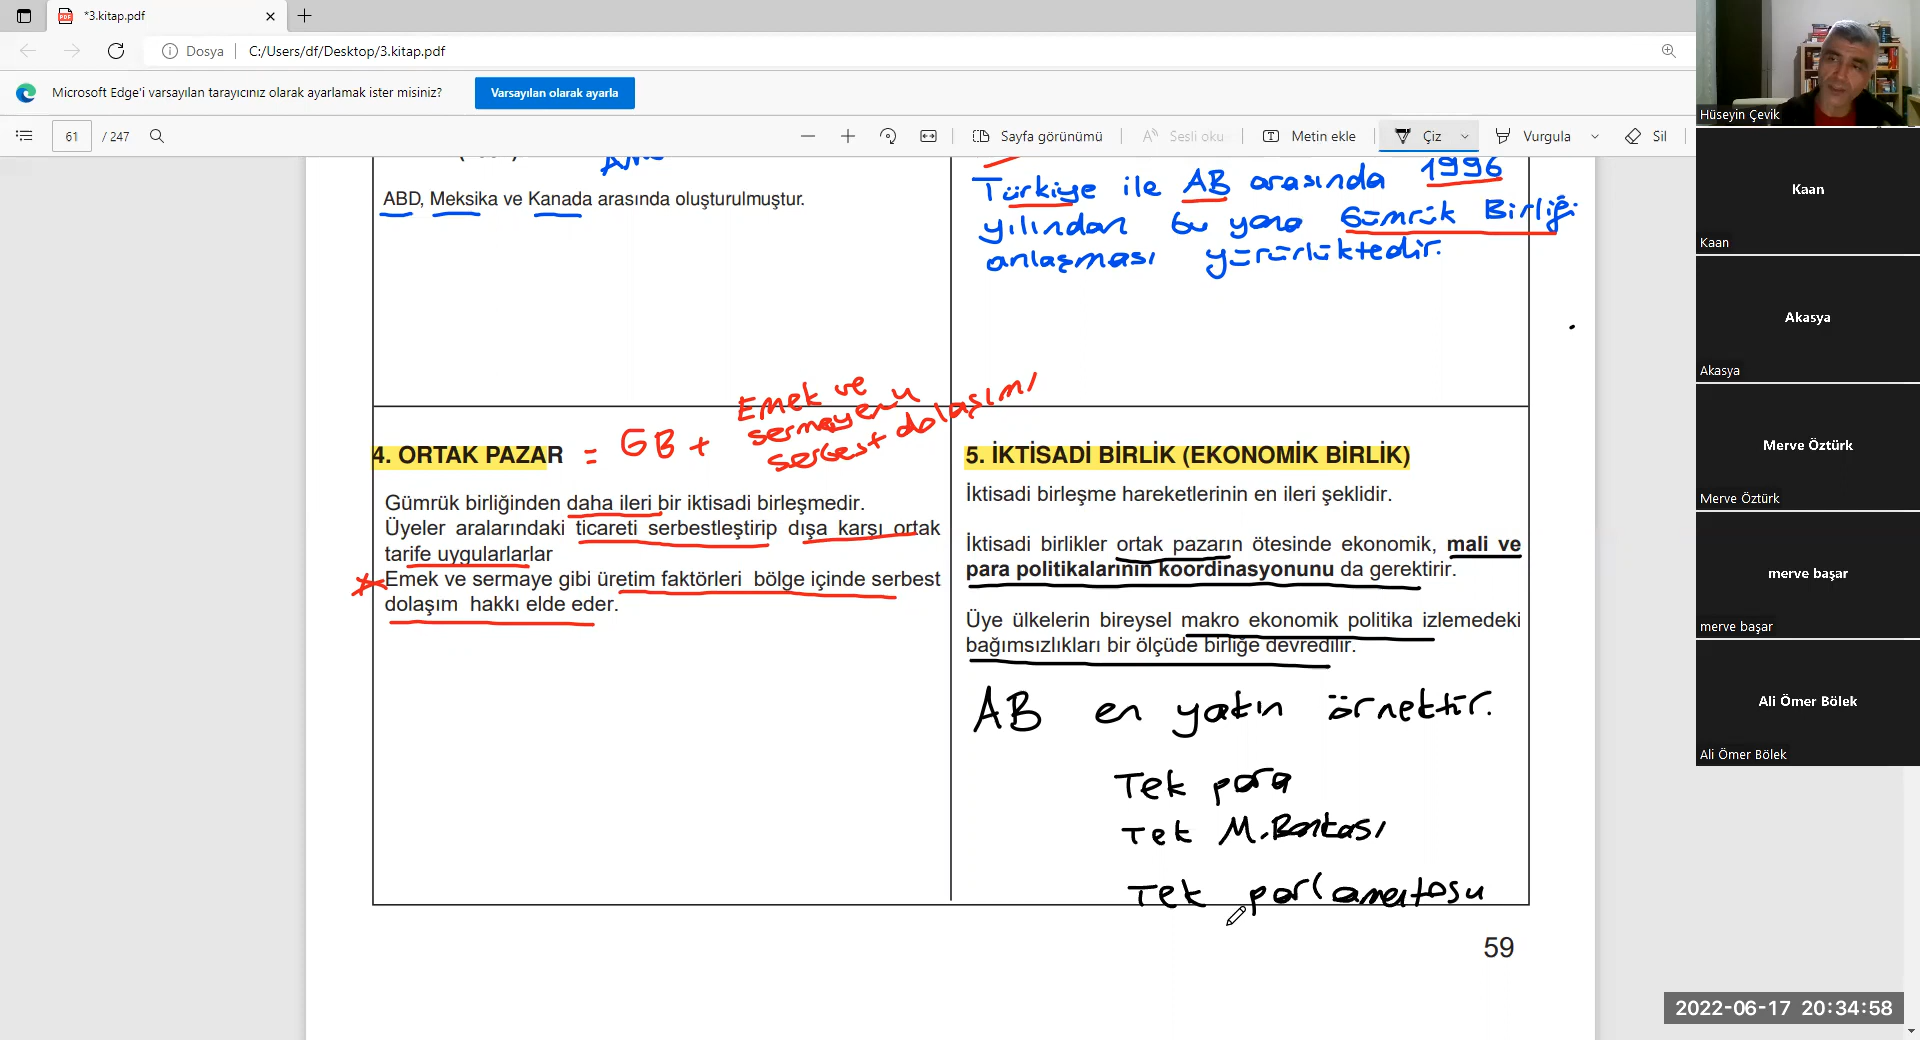 *3.kitap.pdf
Dosya C:/Users/df/Desktop/3.kitap.pdf
Microsoft Edge'i varsayılan tarayıcınız olarak ayarlamak ister misiniz? Varsayılan olarak ayarla
61 / 247 Sayfa görünümü Sesli oku Metin ekle Çiz Vurgula Sil
ABD, Meksika ve Kanada arasında oluşturulmuştur.
Türkiye ile AB arasında 1996
yılından bu yana Gümrük Birliği
anlaşması yürürlüktedir.
4. ORTAK PAZAR = GB + Emek ve
sermayenin
serbest dolaşımı
Gümrük birliğinden daha ileri bir iktisadi birleşmedir.
Üyeler aralarındaki ticareti serbestleştirip dışa karşı ortak
tarife uygularlarlar
Emek ve sermaye gibi üretim faktörleri bölge içinde serbest
dolaşım hakkı elde eder.
5. İKTİSADİ BİRLİK (EKONOMİK BİRLİK)
İktisadi birleşme hareketlerinin en ileri şeklidir.
İktisadi birlikler ortak pazarın ötesinde ekonomik, mali ve
para politikalarının koordinasyonunu da gerektirir.
Üye ülkelerin bireysel makro ekonomik politika izlemedeki
bağımsızlıkları bir ölçüde birliğe devredilir.
AB en yakın örnektir.
Tek para
Tek M.Bankası
Tek parlamentosu
59
Hüseyin Çevik
Kaan
Kaan
Akasya
Akasya
Merve Öztürk
Merve Öztürk
merve başar
merve başar
Ali Ömer Bölek
Ali Ömer Bölek
2022-06-17 20:34:58